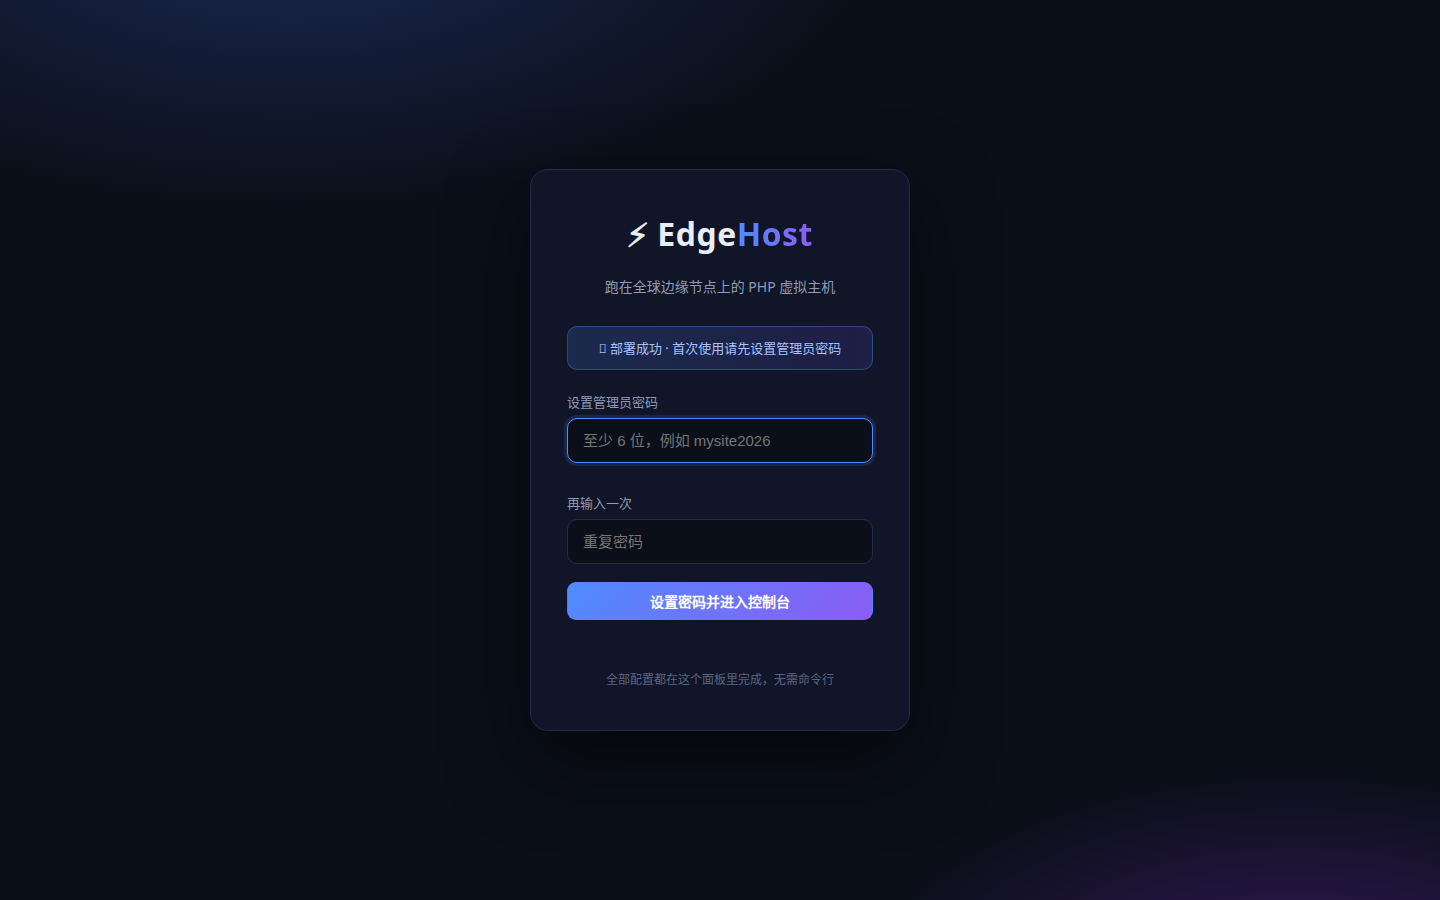 ⚡ EdgeHost
跑在全球边缘节点上的 PHP 虚拟主机
部署成功 · 首次使用请先设置管理员密码
设置管理员密码
至少 6 位，例如 mysite2026
再输入一次
重复密码
设置密码并进入控制台
全部配置都在这个面板里完成，无需命令行